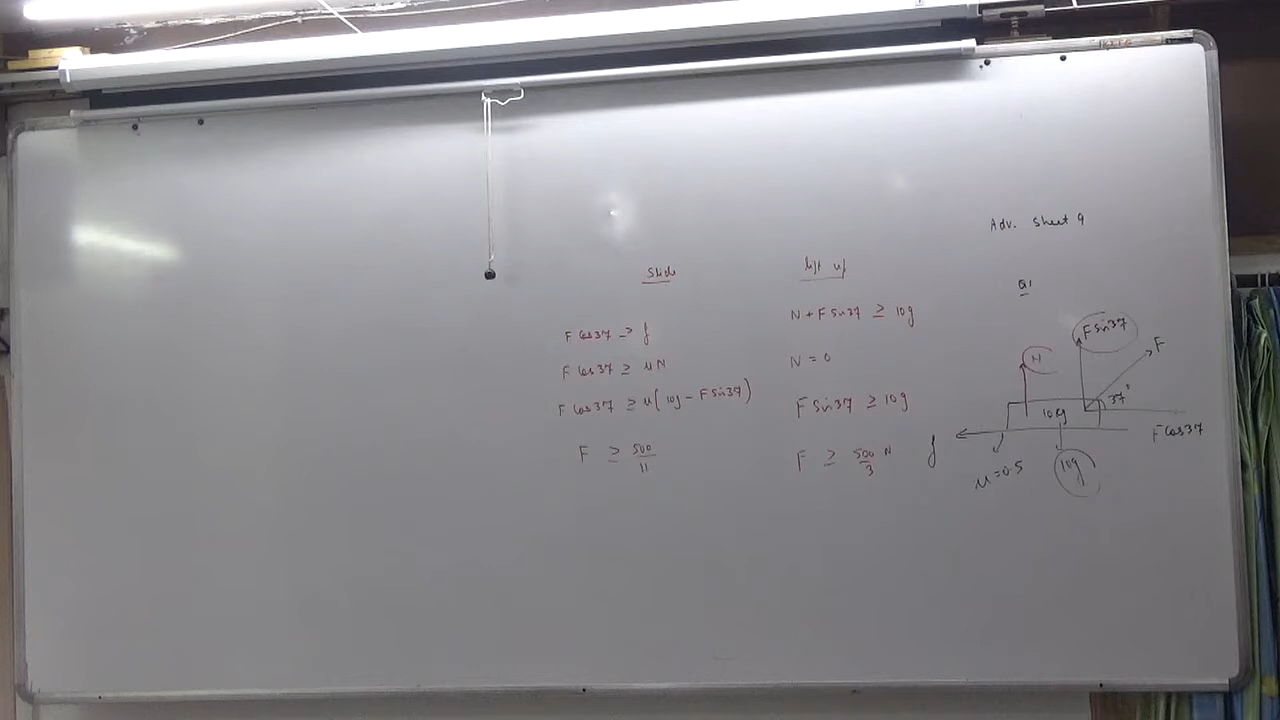 Adv. Sheet 9
Q1
Slide
F Cos37 ≥ f
F Cos37 ≥ μN
F Cos37 ≥ μ(10g - F Sin37)
F ≥ 500/11
lift up
N + F Sin37 ≥ 10g
N = 0
F Sin37 ≥ 10g
F ≥ 500/3 N
F Sin37
N
F
37°
10kg
F Cos37
f
μ = 0.5
10g